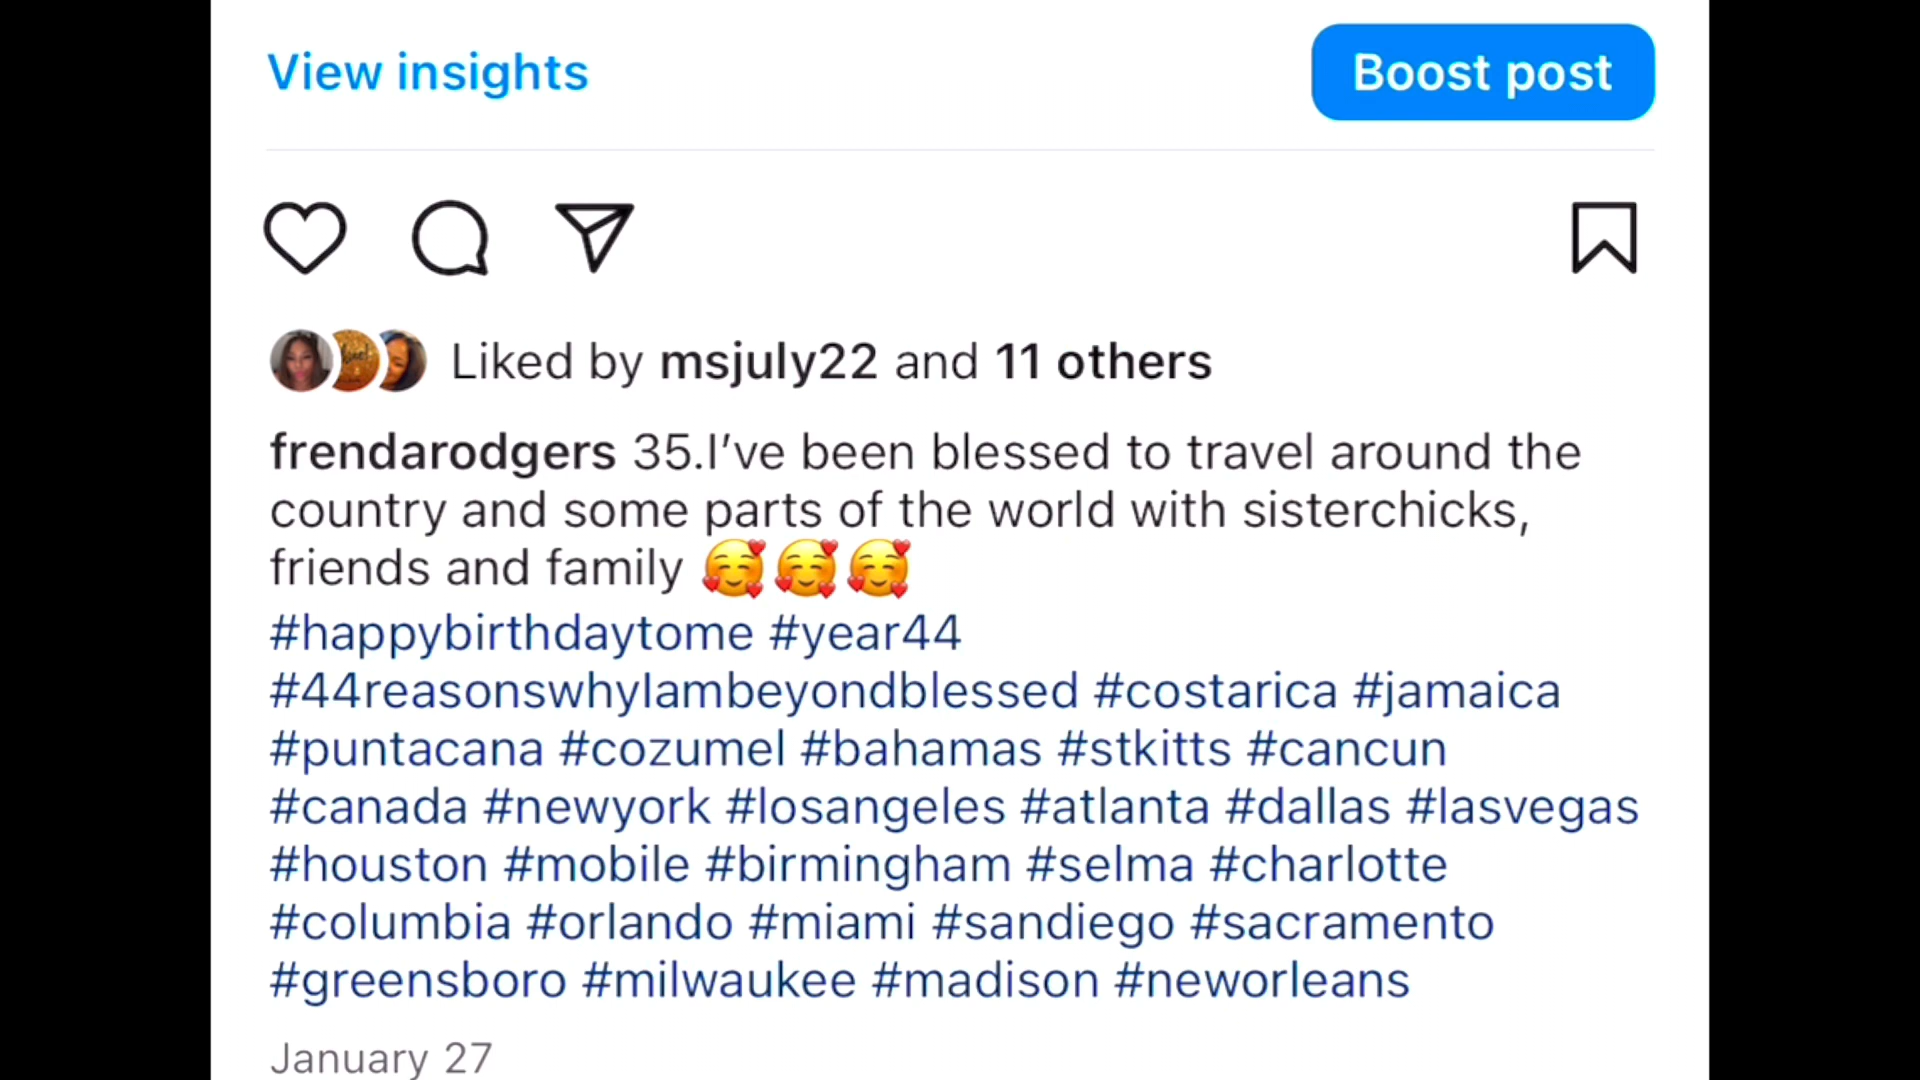 View insights
Boost post
Liked by msjuly22 and 11 others
frendarodgers 35.I’ve been blessed to travel around the
country and some parts of the world with sisterchicks,
friends and family 🥰🥰🥰
#happybirthdaytome #year44
#44reasonswhyIambeyondblessed #costarica #jamaica
#puntacana #cozumel #bahamas #stkitts #cancun
#canada #newyork #losangeles #atlanta #dallas #lasvegas
#houston #mobile #birmingham #selma #charlotte
#columbia #orlando #miami #sandiego #sacramento
#greensboro #milwaukee #madison #neworleans
January 27